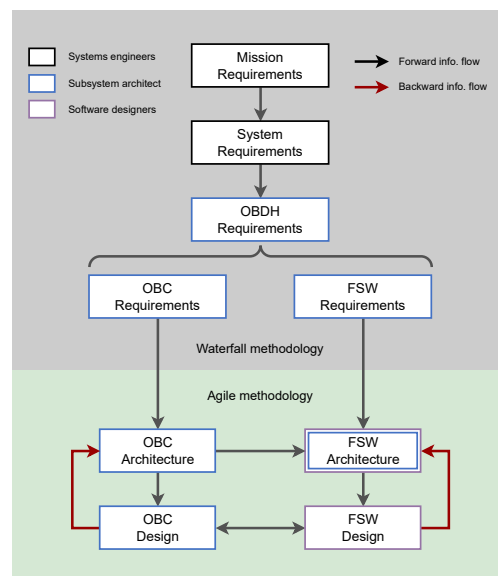 Systems engineers
Subsystem architect
Software designers
Forward info. flow
Backward info. flow
Mission
Requirements
System
Requirements
OBDH
Requirements
OBC
Requirements
FSW
Requirements
Waterfall methodology
Agile methodology
OBC
Architecture
FSW
Architecture
OBC
Design
FSW
Design